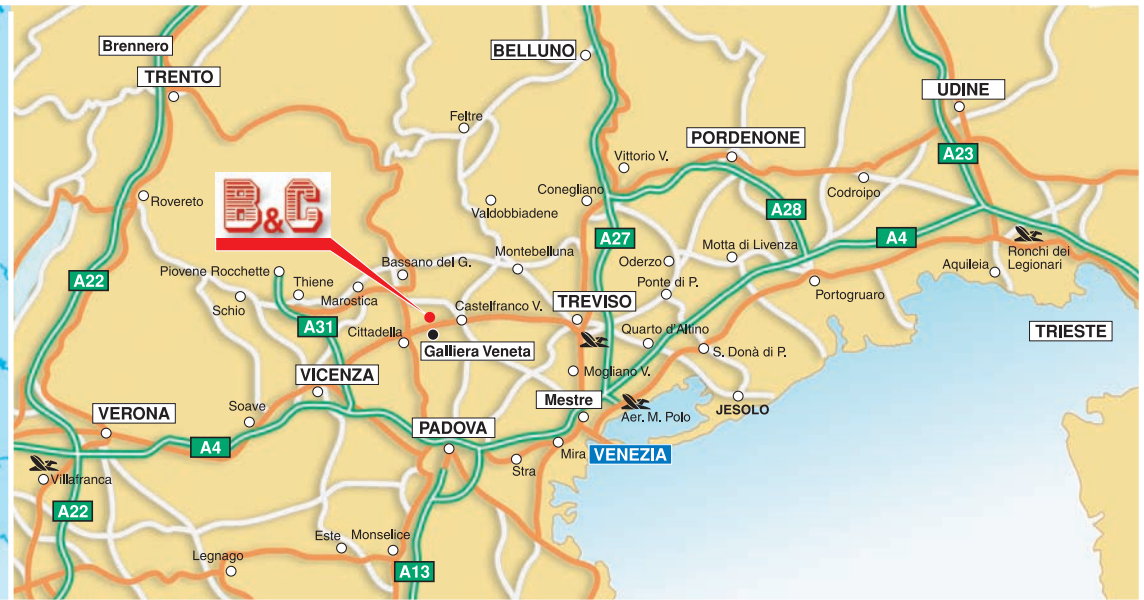 Brennero
TRENTO
BELLUNO
UDINE
Feltre
PORDENONE
A23
Vittorio V.
Codroipo
B&C
Rovereto
Valdobbiadene
Conegliano
A28
A27
A4
Motta di Livenza
Ronchi dei
Legionari
Montebelluna
Oderzo
Aquileia
A22
Piovene Rocchette
Bassano del G.
Thiene
Marostica
Ponte di P.
Portogruaro
Schio
Castelfranco V.
TREVISO
A31
Cittadella
Quarto d'Altino
TRIESTE
Galliera Veneta
S. Donà di P.
VICENZA
Mogliano V.
Mestre
Soave
VERONA
JESOLO
Aer. M. Polo
PADOVA
A4
Mira
VENEZIA
Stra
Villafranca
A22
Este
Monselice
Legnago
A13